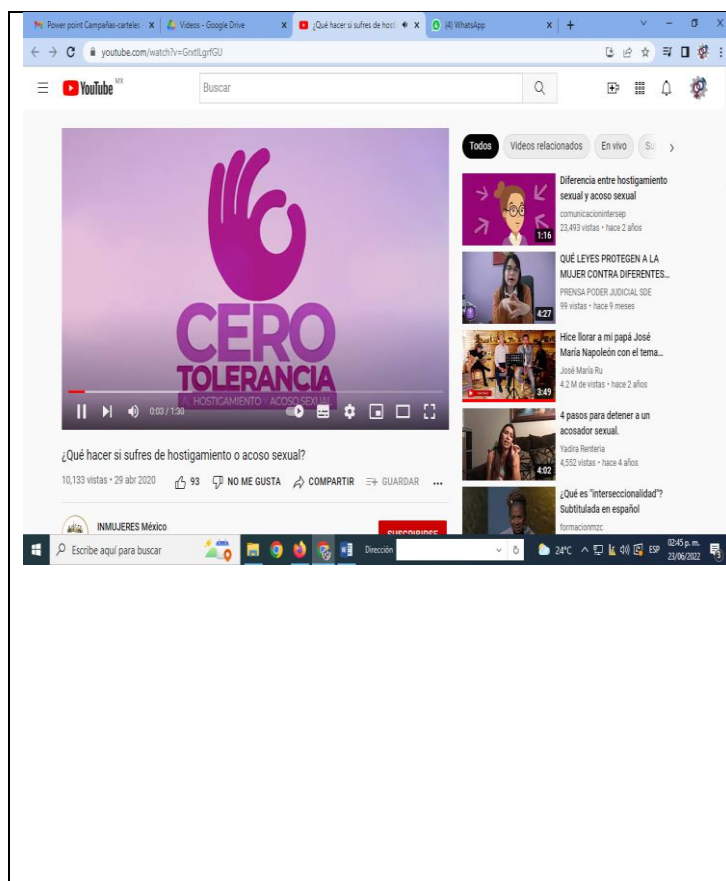 Power point Campañas-carteles
Videos - Google Drive
¿Qué hacer si sufres de host
(4) WhatsApp
youtube.com/watch?v=GrxtlLgrfGU
YouTube MX
Buscar
CERO
TOLERANCIA
AL HOSTIGAMIENTO Y ACOSO SEXUAL
0:03 / 1:30
¿Qué hacer si sufres de hostigamiento o acoso sexual?
10,133 vistas • 29 abr 2020
93
NO ME GUSTA
COMPARTIR
GUARDAR
INMUJERES México
SUSCRIBIRSE
Todos
Videos relacionados
En vivo
Diferencia entre hostigamiento
sexual y acoso sexual
comunicacionintersep
23,493 vistas • hace 2 años
1:16
QUÉ LEYES PROTEGEN A LA
MUJER CONTRA DIFERENTES...
PRENSA PODER JUDICIAL SDE
99 vistas • hace 9 meses
4:27
Hice llorar a mi papá José
María Napoleón con el tema...
José María Ru
4.2 M de vistas • hace 2 años
3:49
4 pasos para detener a un
acosador sexual.
Yadira Renteria
4,552 vistas • hace 4 años
4:02
¿Qué es "interseccionalidad"?
Subtitulada en español
formacionmzc
Escribe aquí para buscar
Dirección
24°C
ESP
02:45 p. m.
23/06/2022
3